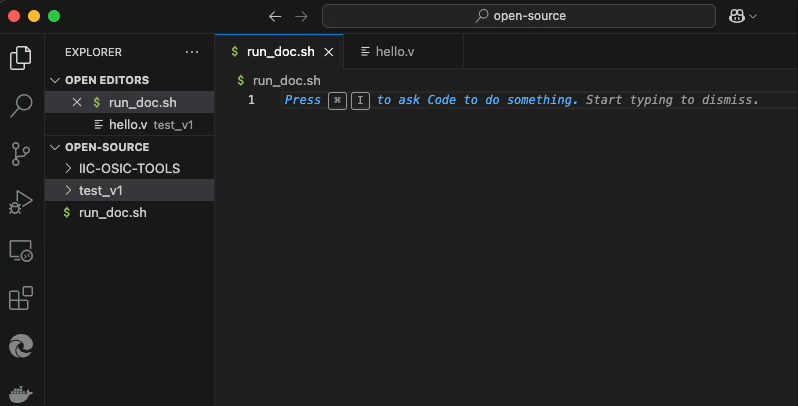 open-source
EXPLORER ...
$ run_doc.sh
hello.v
OPEN EDITORS
$ run_doc.sh
hello.v test_v1
OPEN-SOURCE
IIC-OSIC-TOOLS
test_v1
$ run_doc.sh
$ run_doc.sh
1 Press ⌘ I to ask Code to do something. Start typing to dismiss.